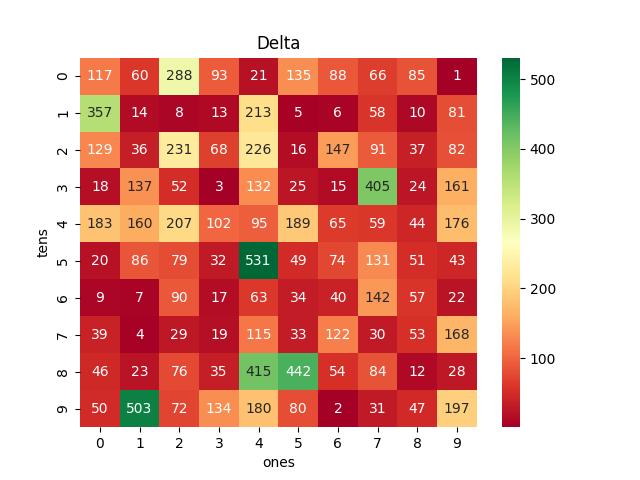 Delta
0 117 60 288 93 21 135 88 66 85 1
1 357 14 8 13 213 5 6 58 10 81
2 129 36 231 68 226 16 147 91 37 82
3 18 137 52 3 132 25 15 405 24 161
4 183 160 207 102 95 189 65 59 44 176
5 20 86 79 32 531 49 74 131 51 43
6 9 7 90 17 63 34 40 142 57 22
7 39 4 29 19 115 33 122 30 53 168
8 46 23 76 35 415 442 54 84 12 28
9 50 503 72 134 180 80 2 31 47 197
0 1 2 3 4 5 6 7 8 9
ones
tens
500
400
300
200
100